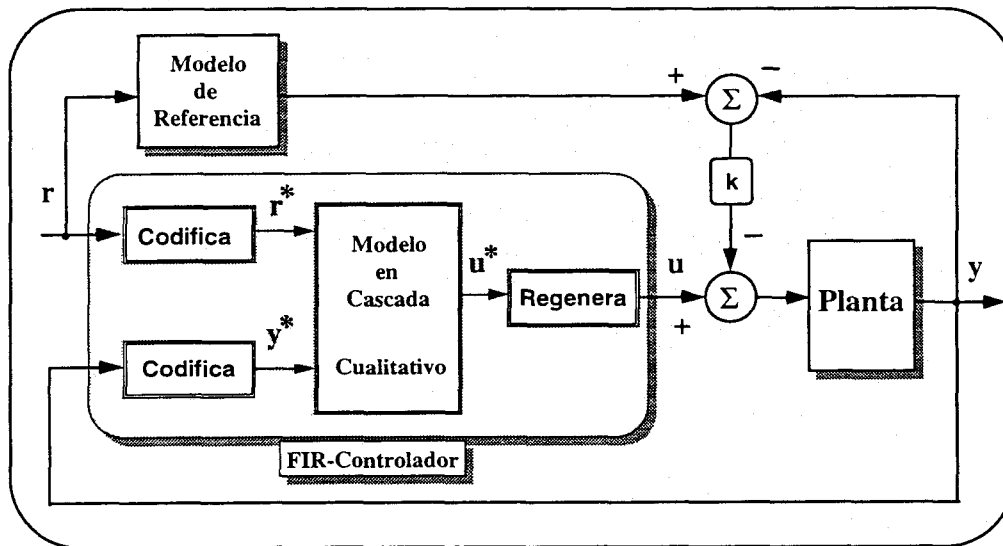 Modelo
de
Referencia
+
−
Σ
k
r
Codifica
r*
Modelo
en
Cascada
Cualitativo
u*
Regenera
u
−
+
Σ
Planta
y
Codifica
y*
FIR-Controlador